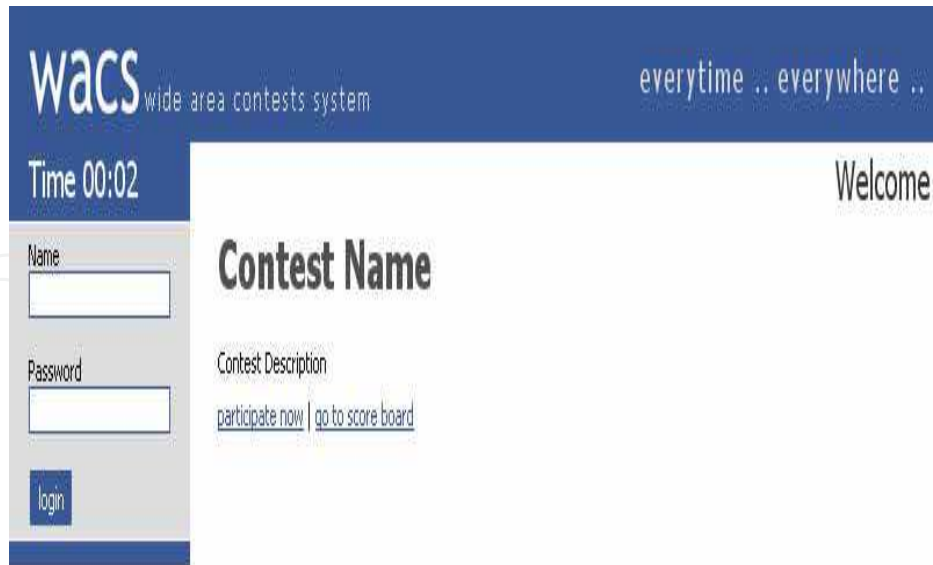 wacs wide area contests system
everytime .. everywhere ..
Time 00:02
Welcome
Name
Password
login
Contest Name
Contest Description
participate now | go to score board